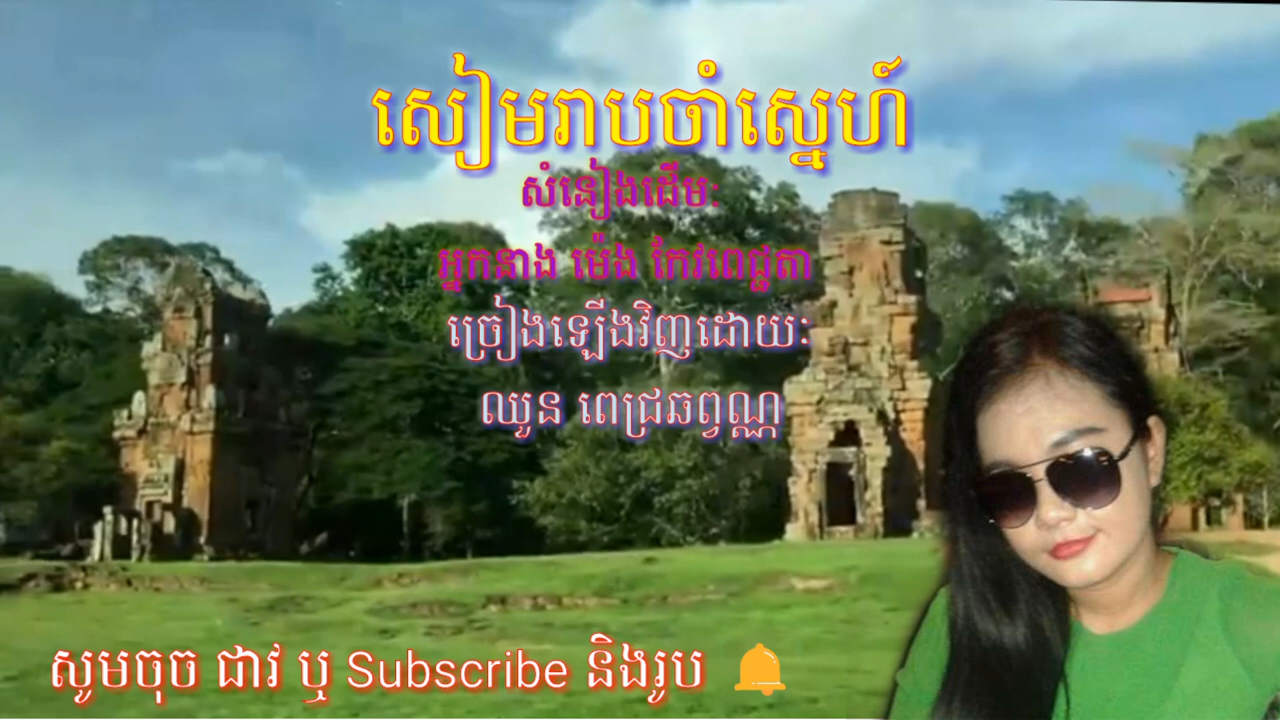 សៀមរាបចាំស្នេហ៍
សំនៀងដើមៈ
អ្នកនាង ម៉េង កែវពេជ្ជតា
ច្រៀងឡើងវិញដោយៈ
ឈួន ពេជ្រឆព្វណ្ណ
សូមចុច ជាវ ឬ Subscribe និងរូប